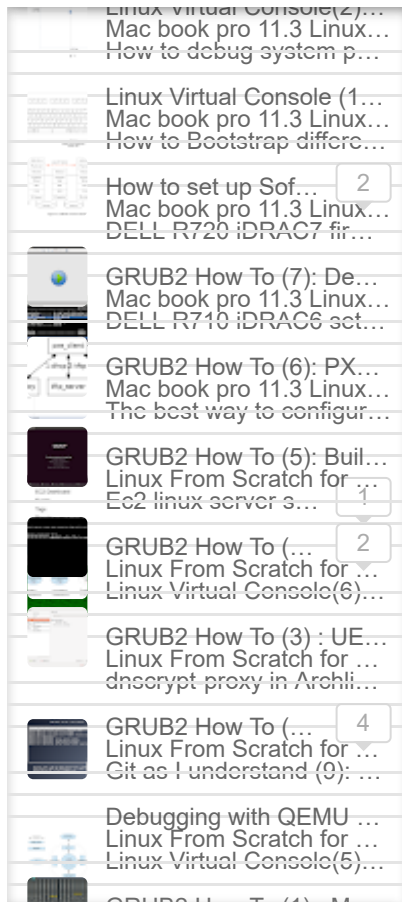 Linux Virtual Console(2)…
Mac book pro 11.3 Linux…
How to debug system p…
Linux Virtual Console (1…
Mac book pro 11.3 Linux…
How to Bootstrap differe…
How to set up Sof…
2
Mac book pro 11.3 Linux…
DELL R720 iDRAC7 fir…
GRUB2 How To (7): De…
Mac book pro 11.3 Linux…
DELL R710 iDRAC6 set…
GRUB2 How To (6): PX…
Mac book pro 11.3 Linux…
The best way to configur…
GRUB2 How To (5): Buil…
Linux From Scratch for …
Ec2 linux server s…
1
GRUB2 How To (…
2
Linux From Scratch for …
Linux Virtual Console(6)…
GRUB2 How To (3) : UE…
Linux From Scratch for …
dnscrypt-proxy in Archli…
GRUB2 How To (…
4
Linux From Scratch for …
Git as I understand (9): …
Debugging with QEMU …
Linux From Scratch for …
Linux Virtual Console(5)…
GRUB2 How To (1) : M…